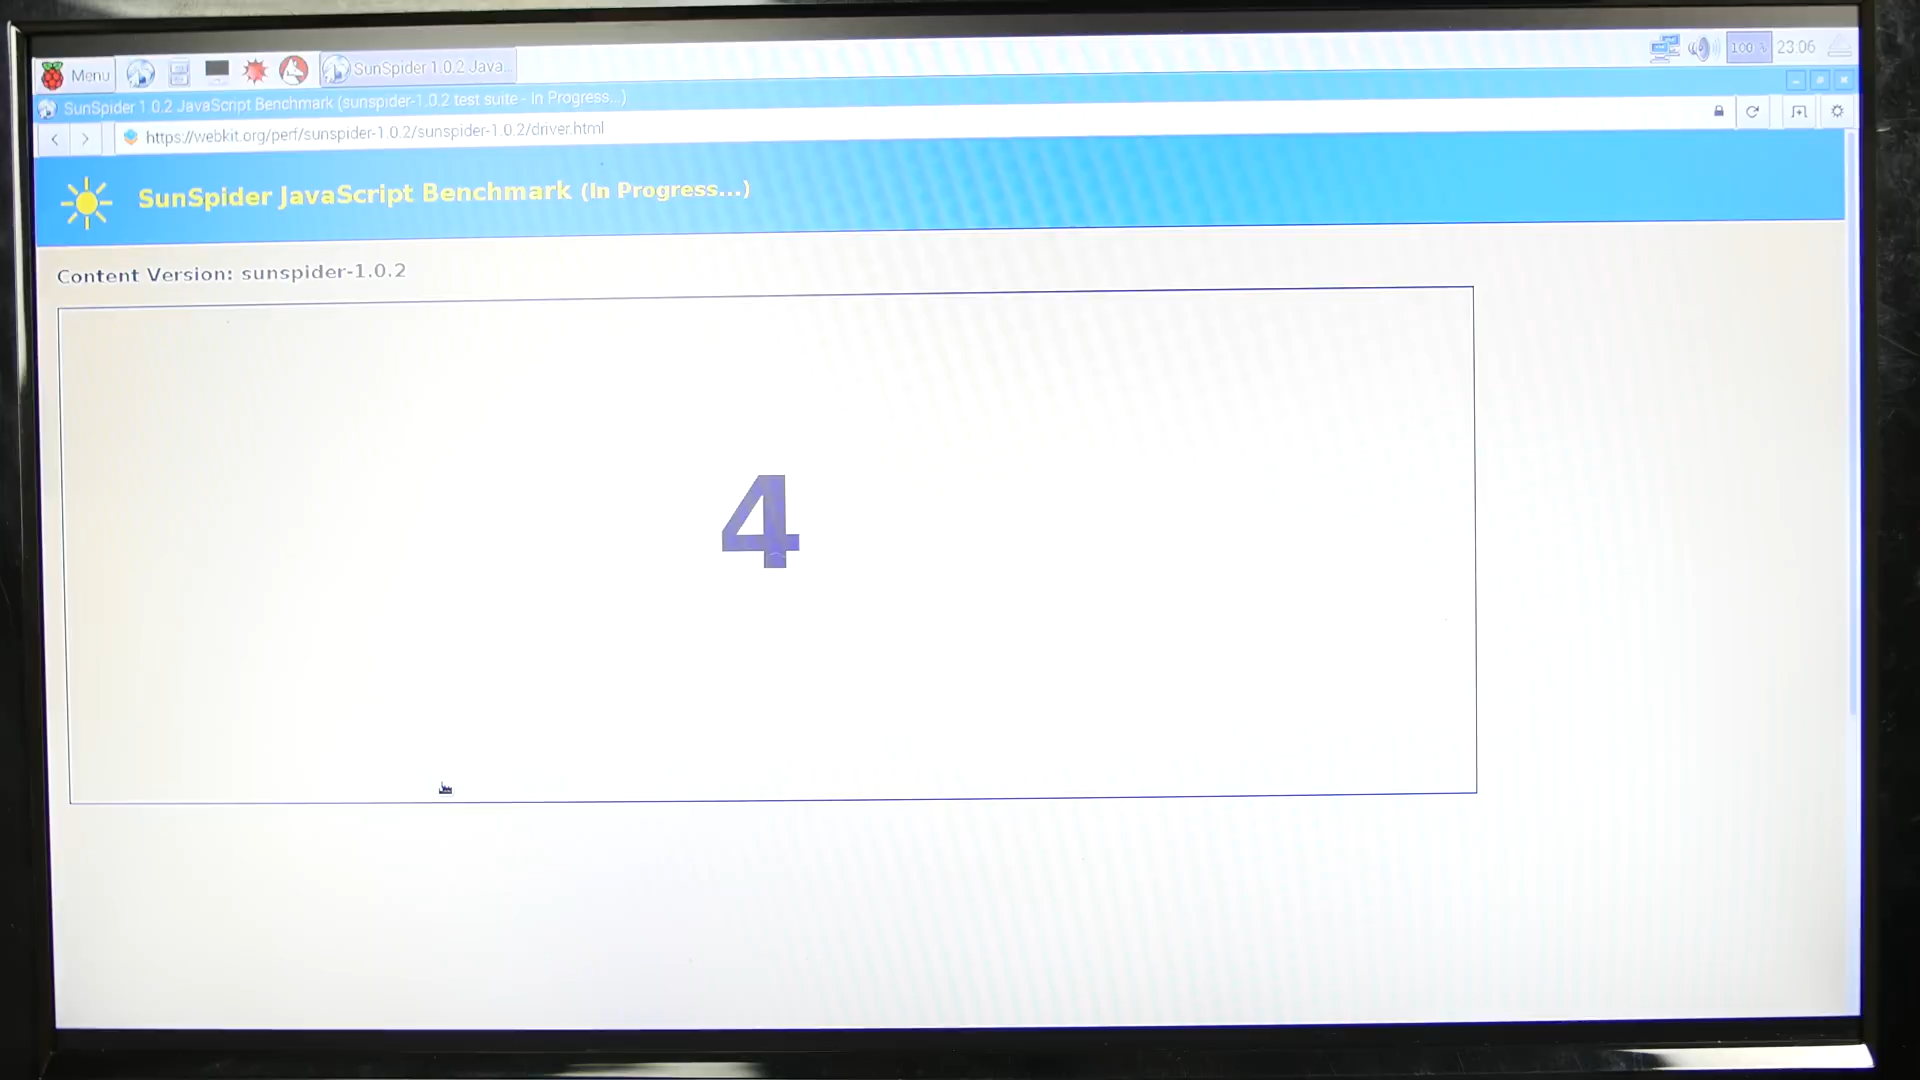 Menu
SunSpider 1.0.2 Java...
100 %
23:06
SunSpider 1.0.2 JavaScript Benchmark (sunspider-1.0.2 test suite - In Progress...)
https://webkit.org/perf/sunspider-1.0.2/sunspider-1.0.2/driver.html
SunSpider JavaScript Benchmark (In Progress...)
Content Version: sunspider-1.0.2
4